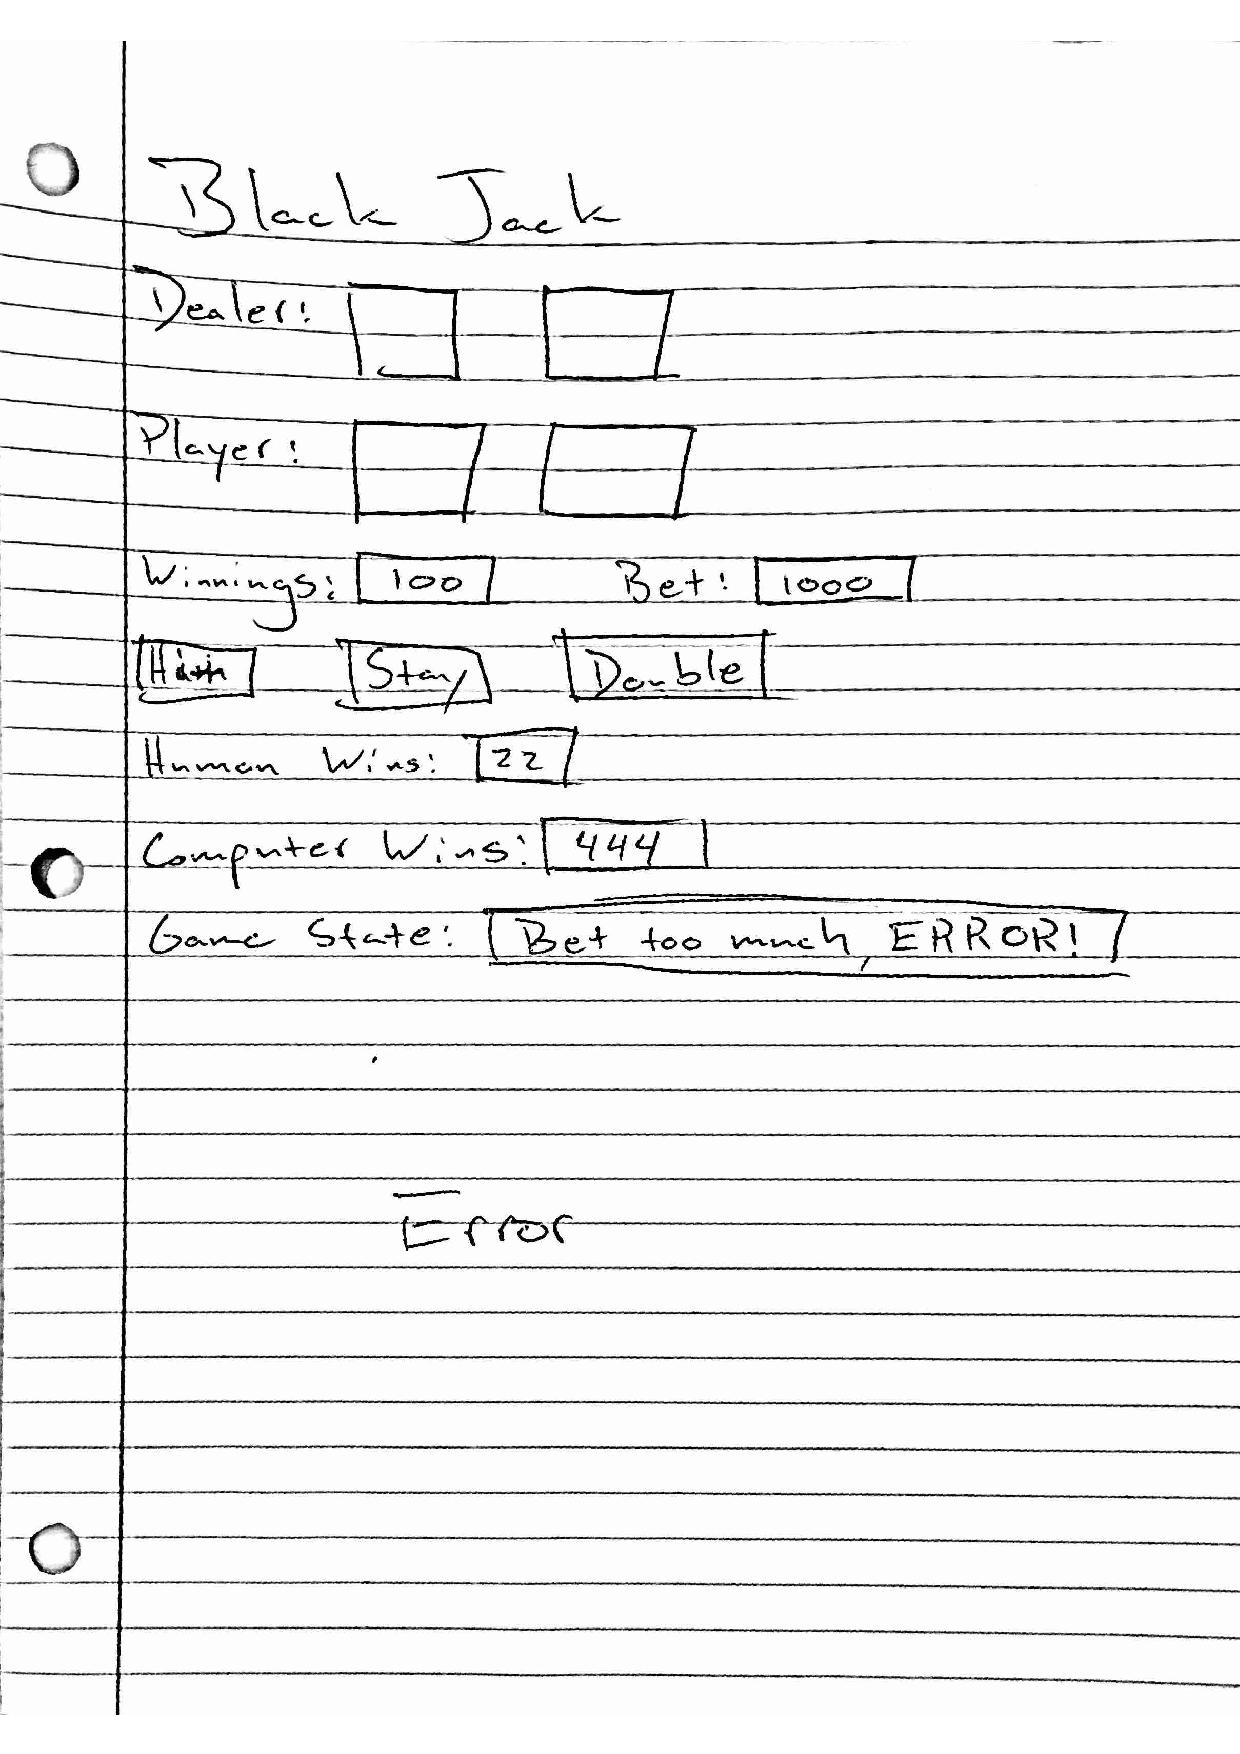 Black Jack
Dealer:
Player:
Winnings: 100 Bet: 1000
Stay Double
Human Wins: 22
Computer Wins: 444
Game State: Bet too much, ERROR!
Error